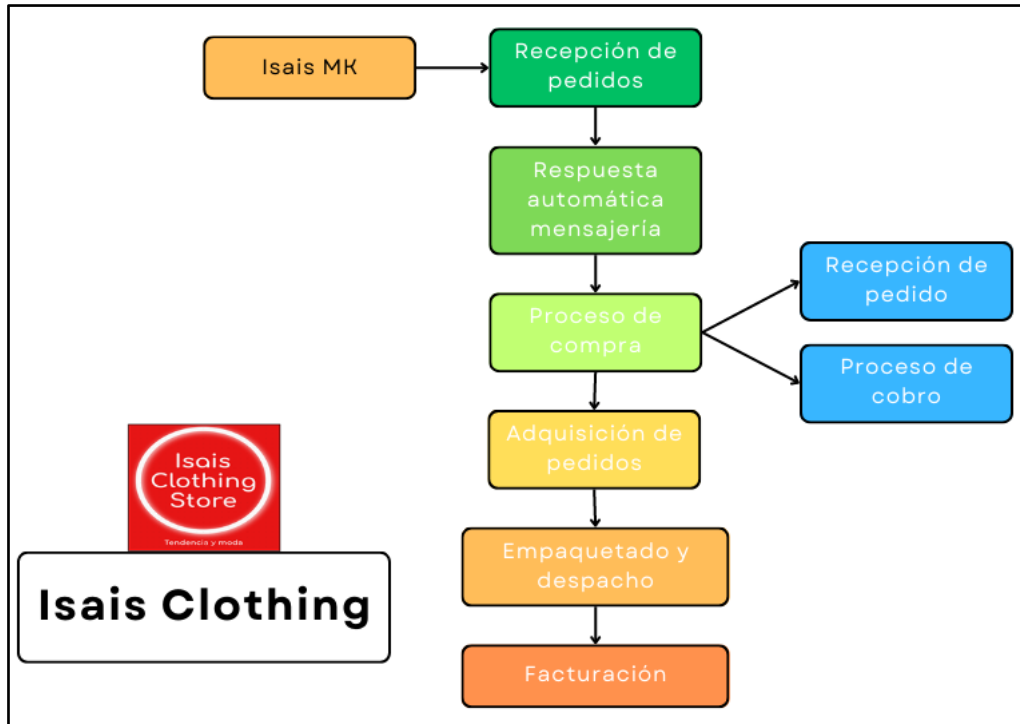 Isais MK
Recepción de
pedidos
Respuesta
automática
mensajería
Proceso de
compra
Recepción de
pedido
Proceso de
cobro
Adquisición de
pedidos
Empaquetado y
despacho
Facturación
Isais
Clothing
Store
Tendencia y moda
Isais Clothing